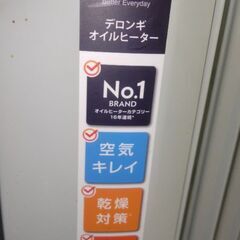 Better Everyday
デロンギ
オイルヒーター
No.1
BRAND
オイルヒーターカテゴリー
16年連続*
空気
キレイ
乾燥
対策